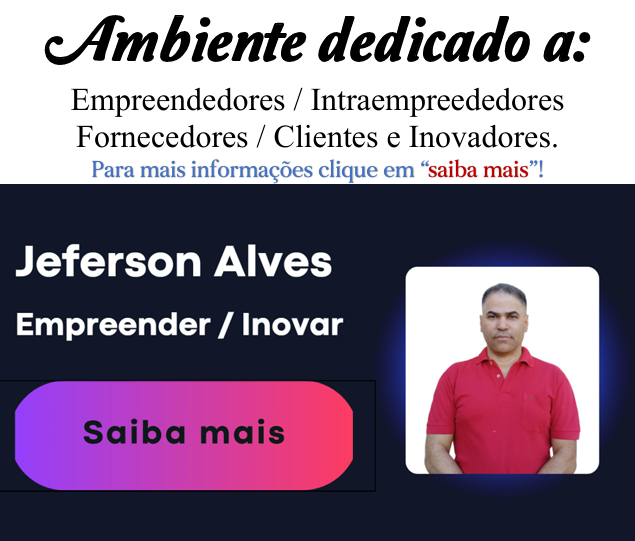 Ambiente dedicado a:
Empreendedores / Intraempreededores
Fornecedores / Clientes e Inovadores.
Para mais informações clique em “saiba mais”!
Jeferson Alves
Empreender / Inovar
Saiba mais